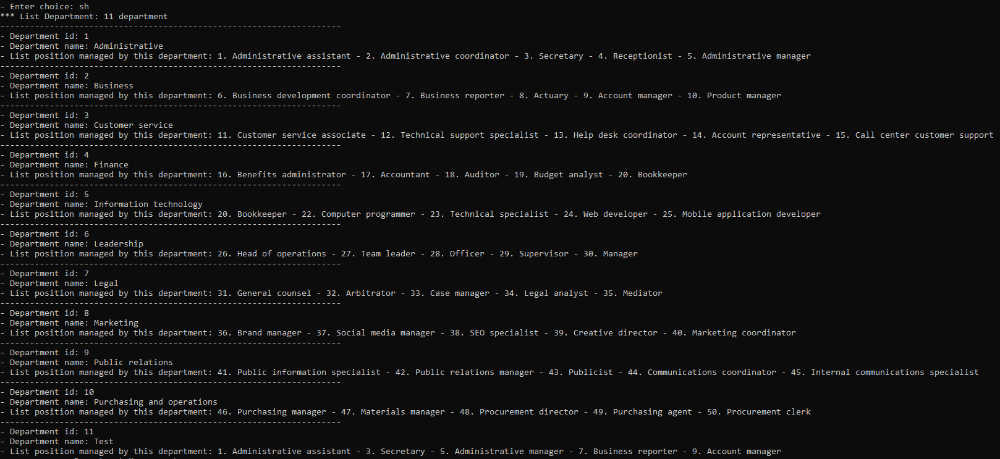 - Enter choice: sh
*** List Department: 11 department
---------------------------------------------------------------------
- Department id: 1
- Department name: Administrative
- List position managed by this department: 1. Administrative assistant - 2. Administrative coordinator - 3. Secretary - 4. Receptionist - 5. Administrative manager
---------------------------------------------------------------------
- Department id: 2
- Department name: Business
- List position managed by this department: 6. Business development coordinator - 7. Business reporter - 8. Actuary - 9. Account manager - 10. Product manager
---------------------------------------------------------------------
- Department id: 3
- Department name: Customer service
- List position managed by this department: 11. Customer service associate - 12. Technical support specialist - 13. Help desk coordinator - 14. Account representative - 15. Call center customer support
---------------------------------------------------------------------
- Department id: 4
- Department name: Finance
- List position managed by this department: 16. Benefits administrator - 17. Accountant - 18. Auditor - 19. Budget analyst - 20. Bookkeeper
---------------------------------------------------------------------
- Department id: 5
- Department name: Information technology
- List position managed by this department: 20. Bookkeeper - 22. Computer programmer - 23. Technical specialist - 24. Web developer - 25. Mobile application developer
---------------------------------------------------------------------
- Department id: 6
- Department name: Leadership
- List position managed by this department: 26. Head of operations - 27. Team leader - 28. Officer - 29. Supervisor - 30. Manager
---------------------------------------------------------------------
- Department id: 7
- Department name: Legal
- List position managed by this department: 31. General counsel - 32. Arbitrator - 33. Case manager - 34. Legal analyst - 35. Mediator
---------------------------------------------------------------------
- Department id: 8
- Department name: Marketing
- List position managed by this department: 36. Brand manager - 37. Social media manager - 38. SEO specialist - 39. Creative director - 40. Marketing coordinator
---------------------------------------------------------------------
- Department id: 9
- Department name: Public relations
- List position managed by this department: 41. Public information specialist - 42. Public relations manager - 43. Publicist - 44. Communications coordinator - 45. Internal communications specialist
---------------------------------------------------------------------
- Department id: 10
- Department name: Purchasing and operations
- List position managed by this department: 46. Purchasing manager - 47. Materials manager - 48. Procurement director - 49. Purchasing agent - 50. Procurement clerk
---------------------------------------------------------------------
- Department id: 11
- Department name: Test
- List position managed by this department: 1. Administrative assistant - 3. Secretary - 5. Administrative manager - 7. Business reporter - 9. Account manager